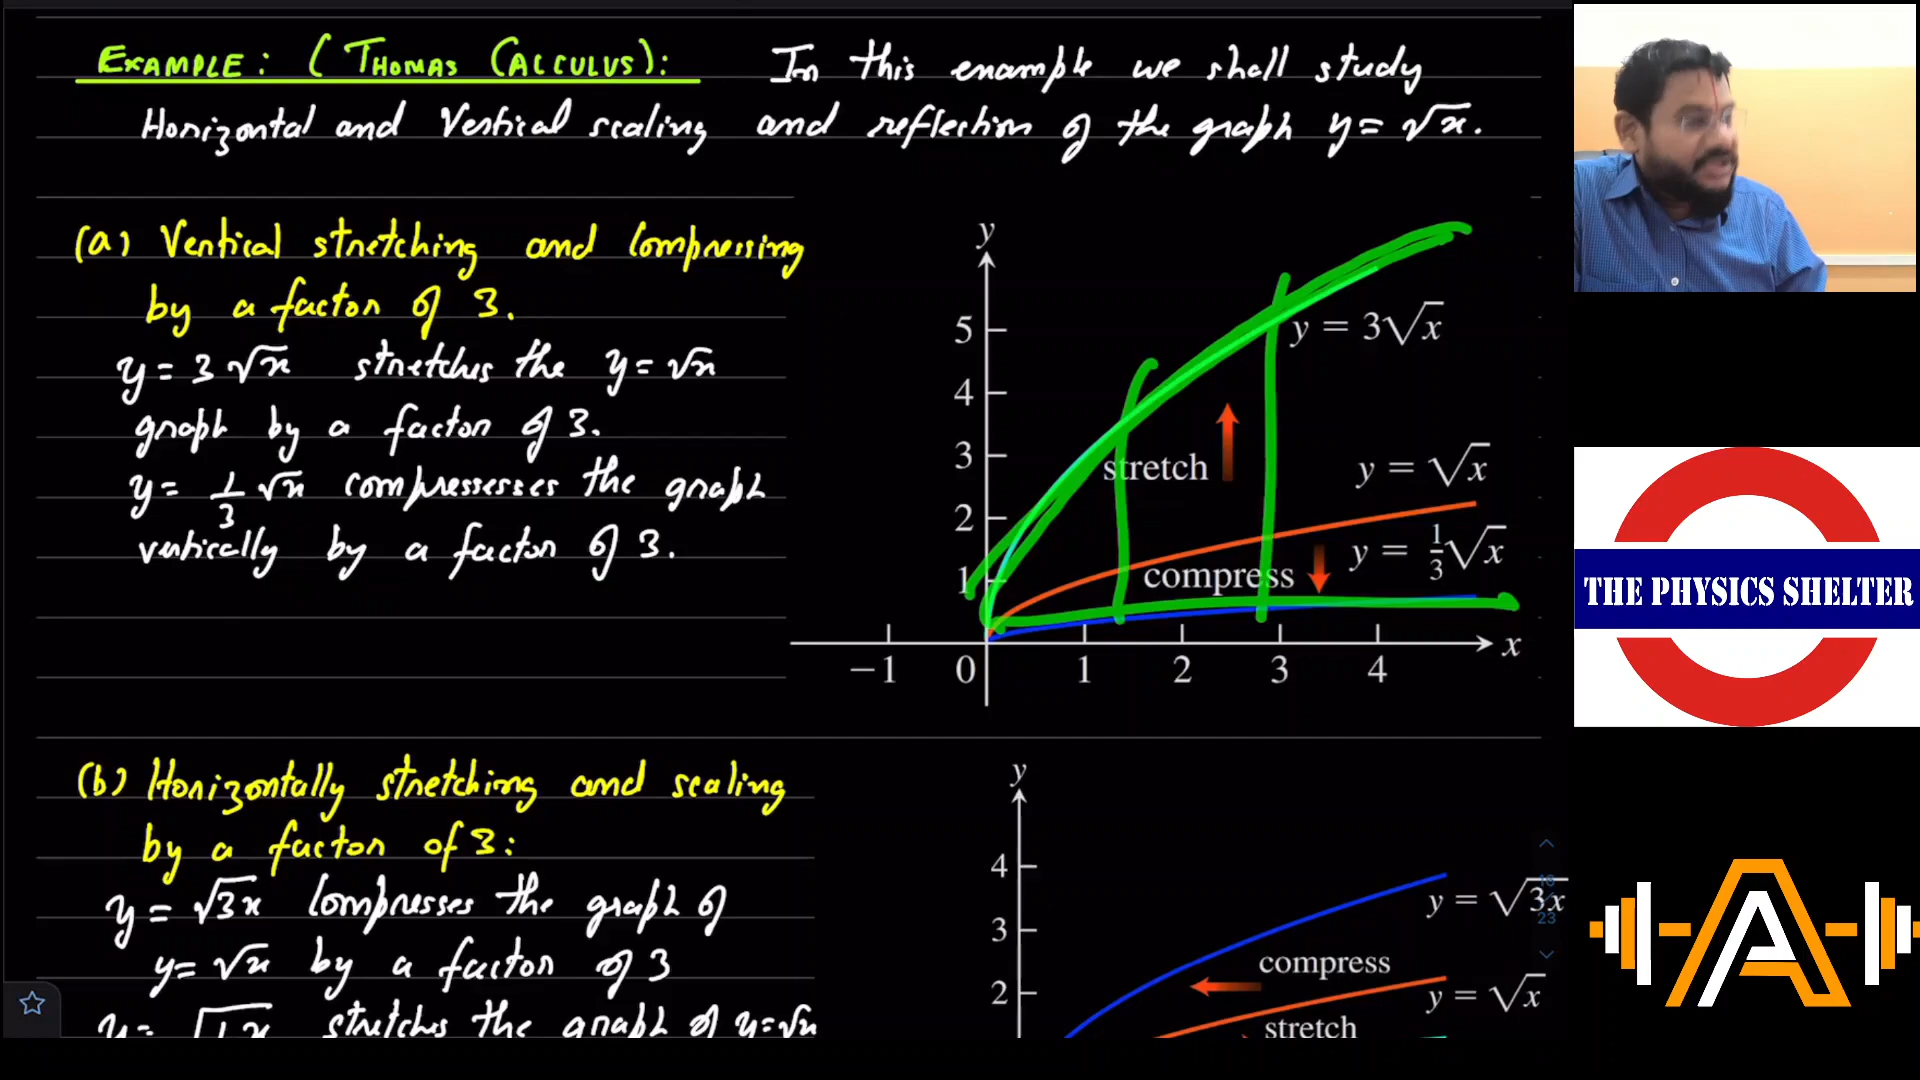 EXAMPLE: (THOMAS CALCULUS): In this example we shall study
Horizontal and Vertical scaling and reflection of the graph y = √x.
(a) Vertical stretching and compressing
by a factor of 3.
y = 3√x stretches the y = √x
graph by a factor of 3.
y = 1/3 √x compressesses the graph
vertically by a factor of 3.
y
5
4
3
2
1
−1 0 1 2 3 4 x
y = 3√x
stretch
y = √x
y = 1/3 √x
compress
(b) Horizontally stretching and scaling
by a factor of 3:
y = √3x compresses the graph of
y = √x by a factor of 3
stretches the graph of y = √x
y
4
3
2
y = √3x
compress
y = √x
stretch
18
23
THE PHYSICS SHELTER
A